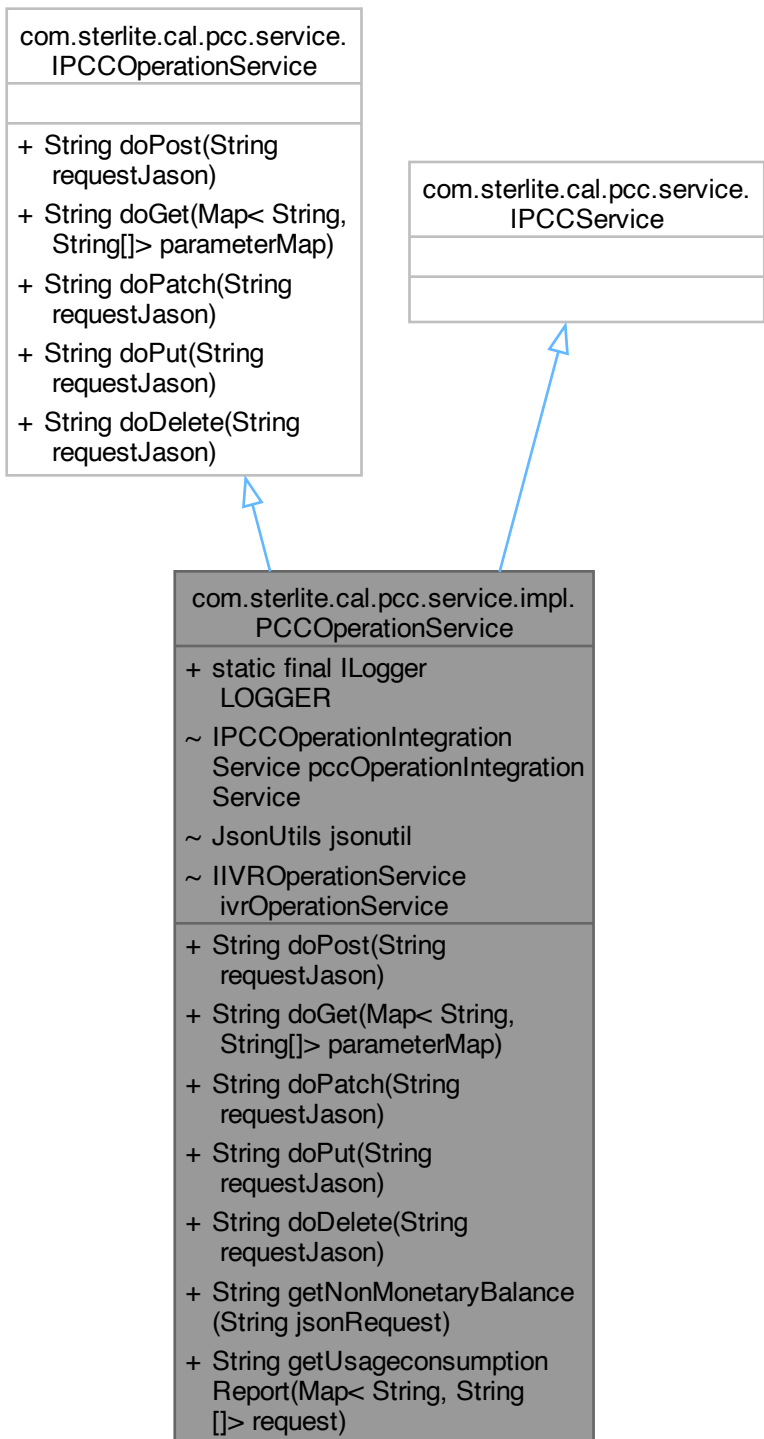 com.sterlite.cal.pcc.service.
IPCCOperationService
+ String doPost(String
requestJason)
+ String doGet(Map< String,
String[]> parameterMap)
+ String doPatch(String
requestJason)
+ String doPut(String
requestJason)
+ String doDelete(String
requestJason)
com.sterlite.cal.pcc.service.
IPCCService
com.sterlite.cal.pcc.service.impl.
PCCOperationService
+ static final ILogger
LOGGER
~ IPCCOperationIntegration
Service pccOperationIntegration
Service
~ JsonUtils jsonutil
~ IIVROperationService
ivrOperationService
+ String doPost(String
requestJason)
+ String doGet(Map< String,
String[]> parameterMap)
+ String doPatch(String
requestJason)
+ String doPut(String
requestJason)
+ String doDelete(String
requestJason)
+ String getNonMonetaryBalance
(String jsonRequest)
+ String getUsageconsumption
Report(Map< String, String
[]> request)